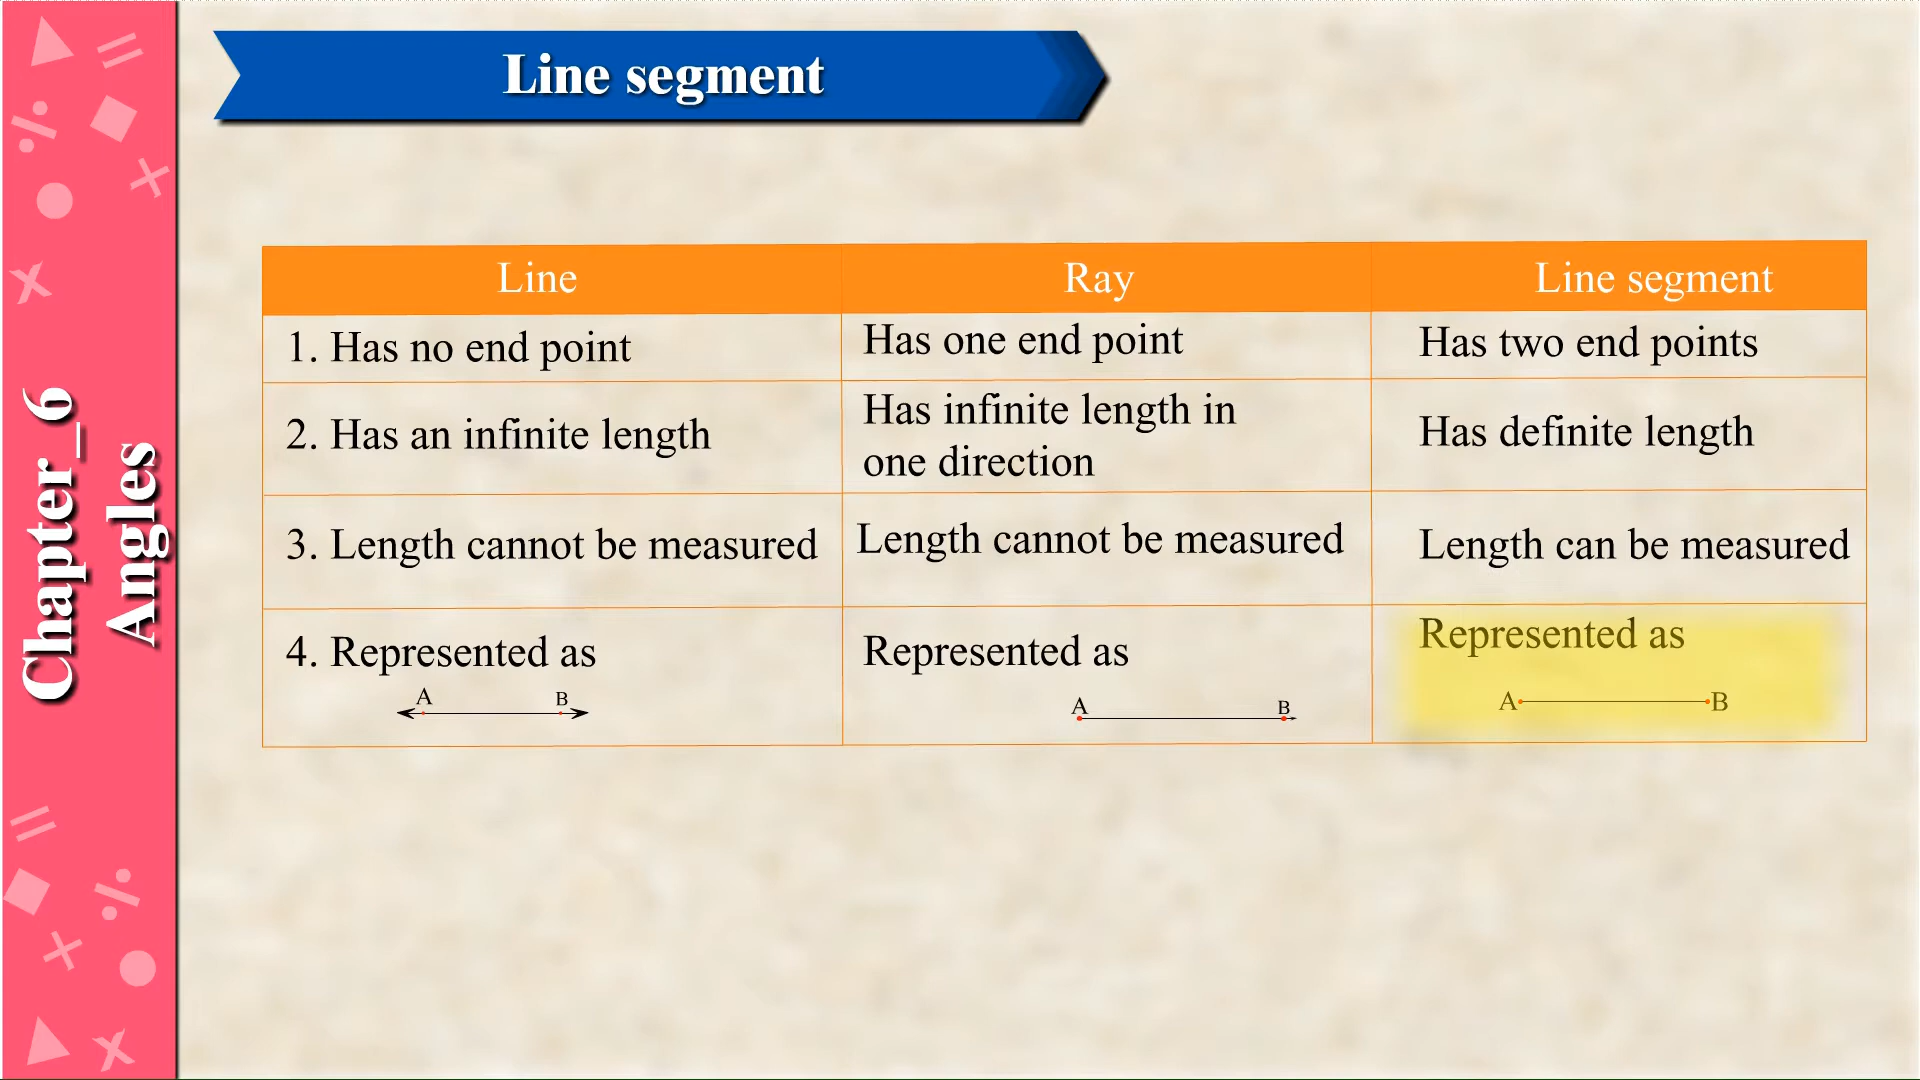 Line segment
Chapter_6
Angles
Line Ray Line segment
1. Has no end point
Has one end point
Has two end points
2. Has an infinite length
Has infinite length in
one direction
Has definite length
3. Length cannot be measured
Length cannot be measured
Length can be measured
4. Represented as
A B
Represented as
A B
Represented as
A B